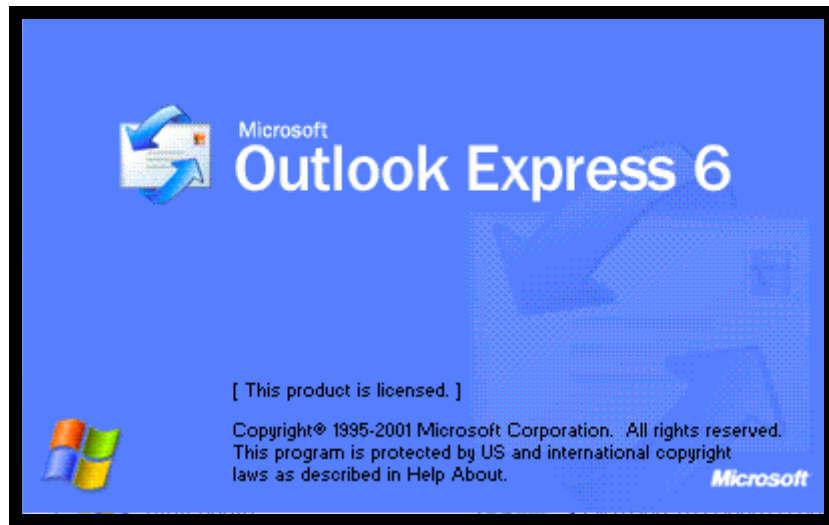 Microsoft
Outlook Express 6
[ This product is licensed. ]
Copyright® 1995-2001 Microsoft Corporation. All rights reserved.
This program is protected by US and international copyright
laws as described in Help About.
Microsoft